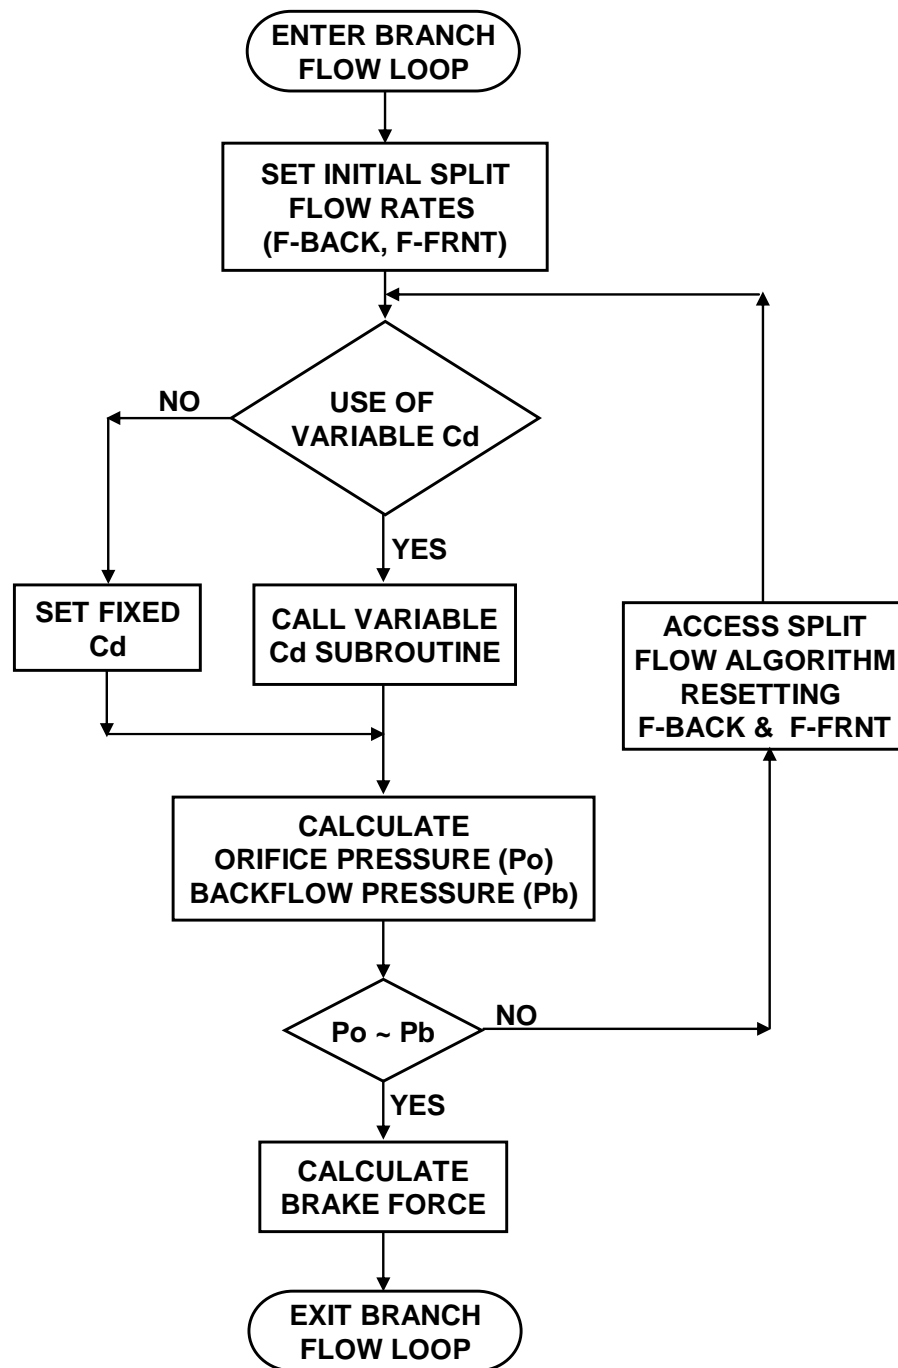 ENTER BRANCH
FLOW LOOP
SET INITIAL SPLIT
FLOW RATES
(F-BACK, F-FRNT)
USE OF
VARIABLE Cd
NO
YES
SET FIXED
Cd
CALL VARIABLE
Cd SUBROUTINE
ACCESS SPLIT
FLOW ALGORITHM
RESETTING
F-BACK & F-FRNT
CALCULATE
ORIFICE PRESSURE (Po)
BACKFLOW PRESSURE (Pb)
Po ~ Pb
NO
YES
CALCULATE
BRAKE FORCE
EXIT BRANCH
FLOW LOOP